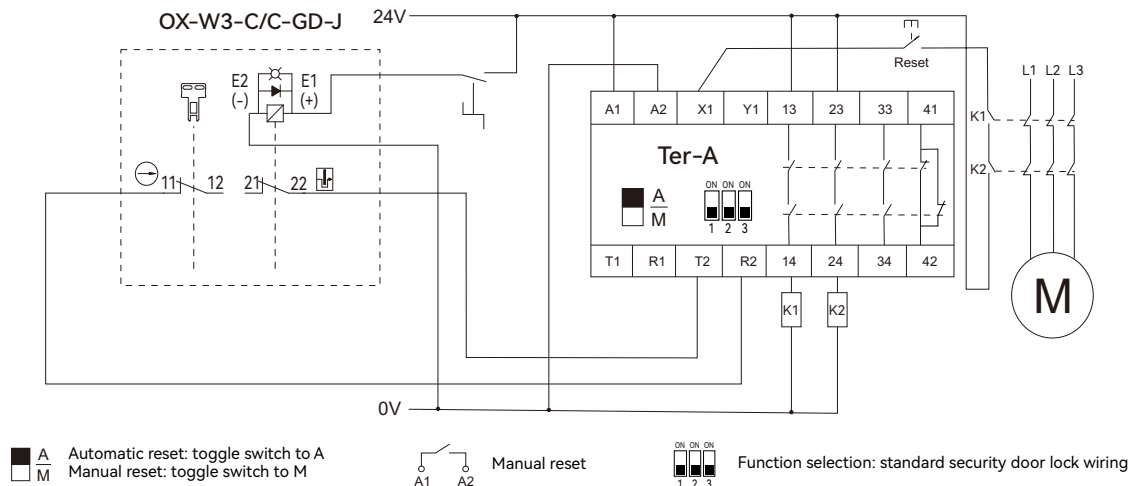 OX-W3-C/C-GD-J
24V
E2
(-)
E1
(+)
11
12
21
22
Reset
L1 L2 L3
A1 A2 X1 Y1 13 23 33 41
K1
K2
Ter-A
A
M
ON ON ON
1 2 3
T1 R1 T2 R2 14 24 34 42
K1
K2
M
0V
A
M
Automatic reset: toggle switch to A
Manual reset: toggle switch to M
A1 A2
Manual reset
ON ON ON
1 2 3
Function selection: standard security door lock wiring